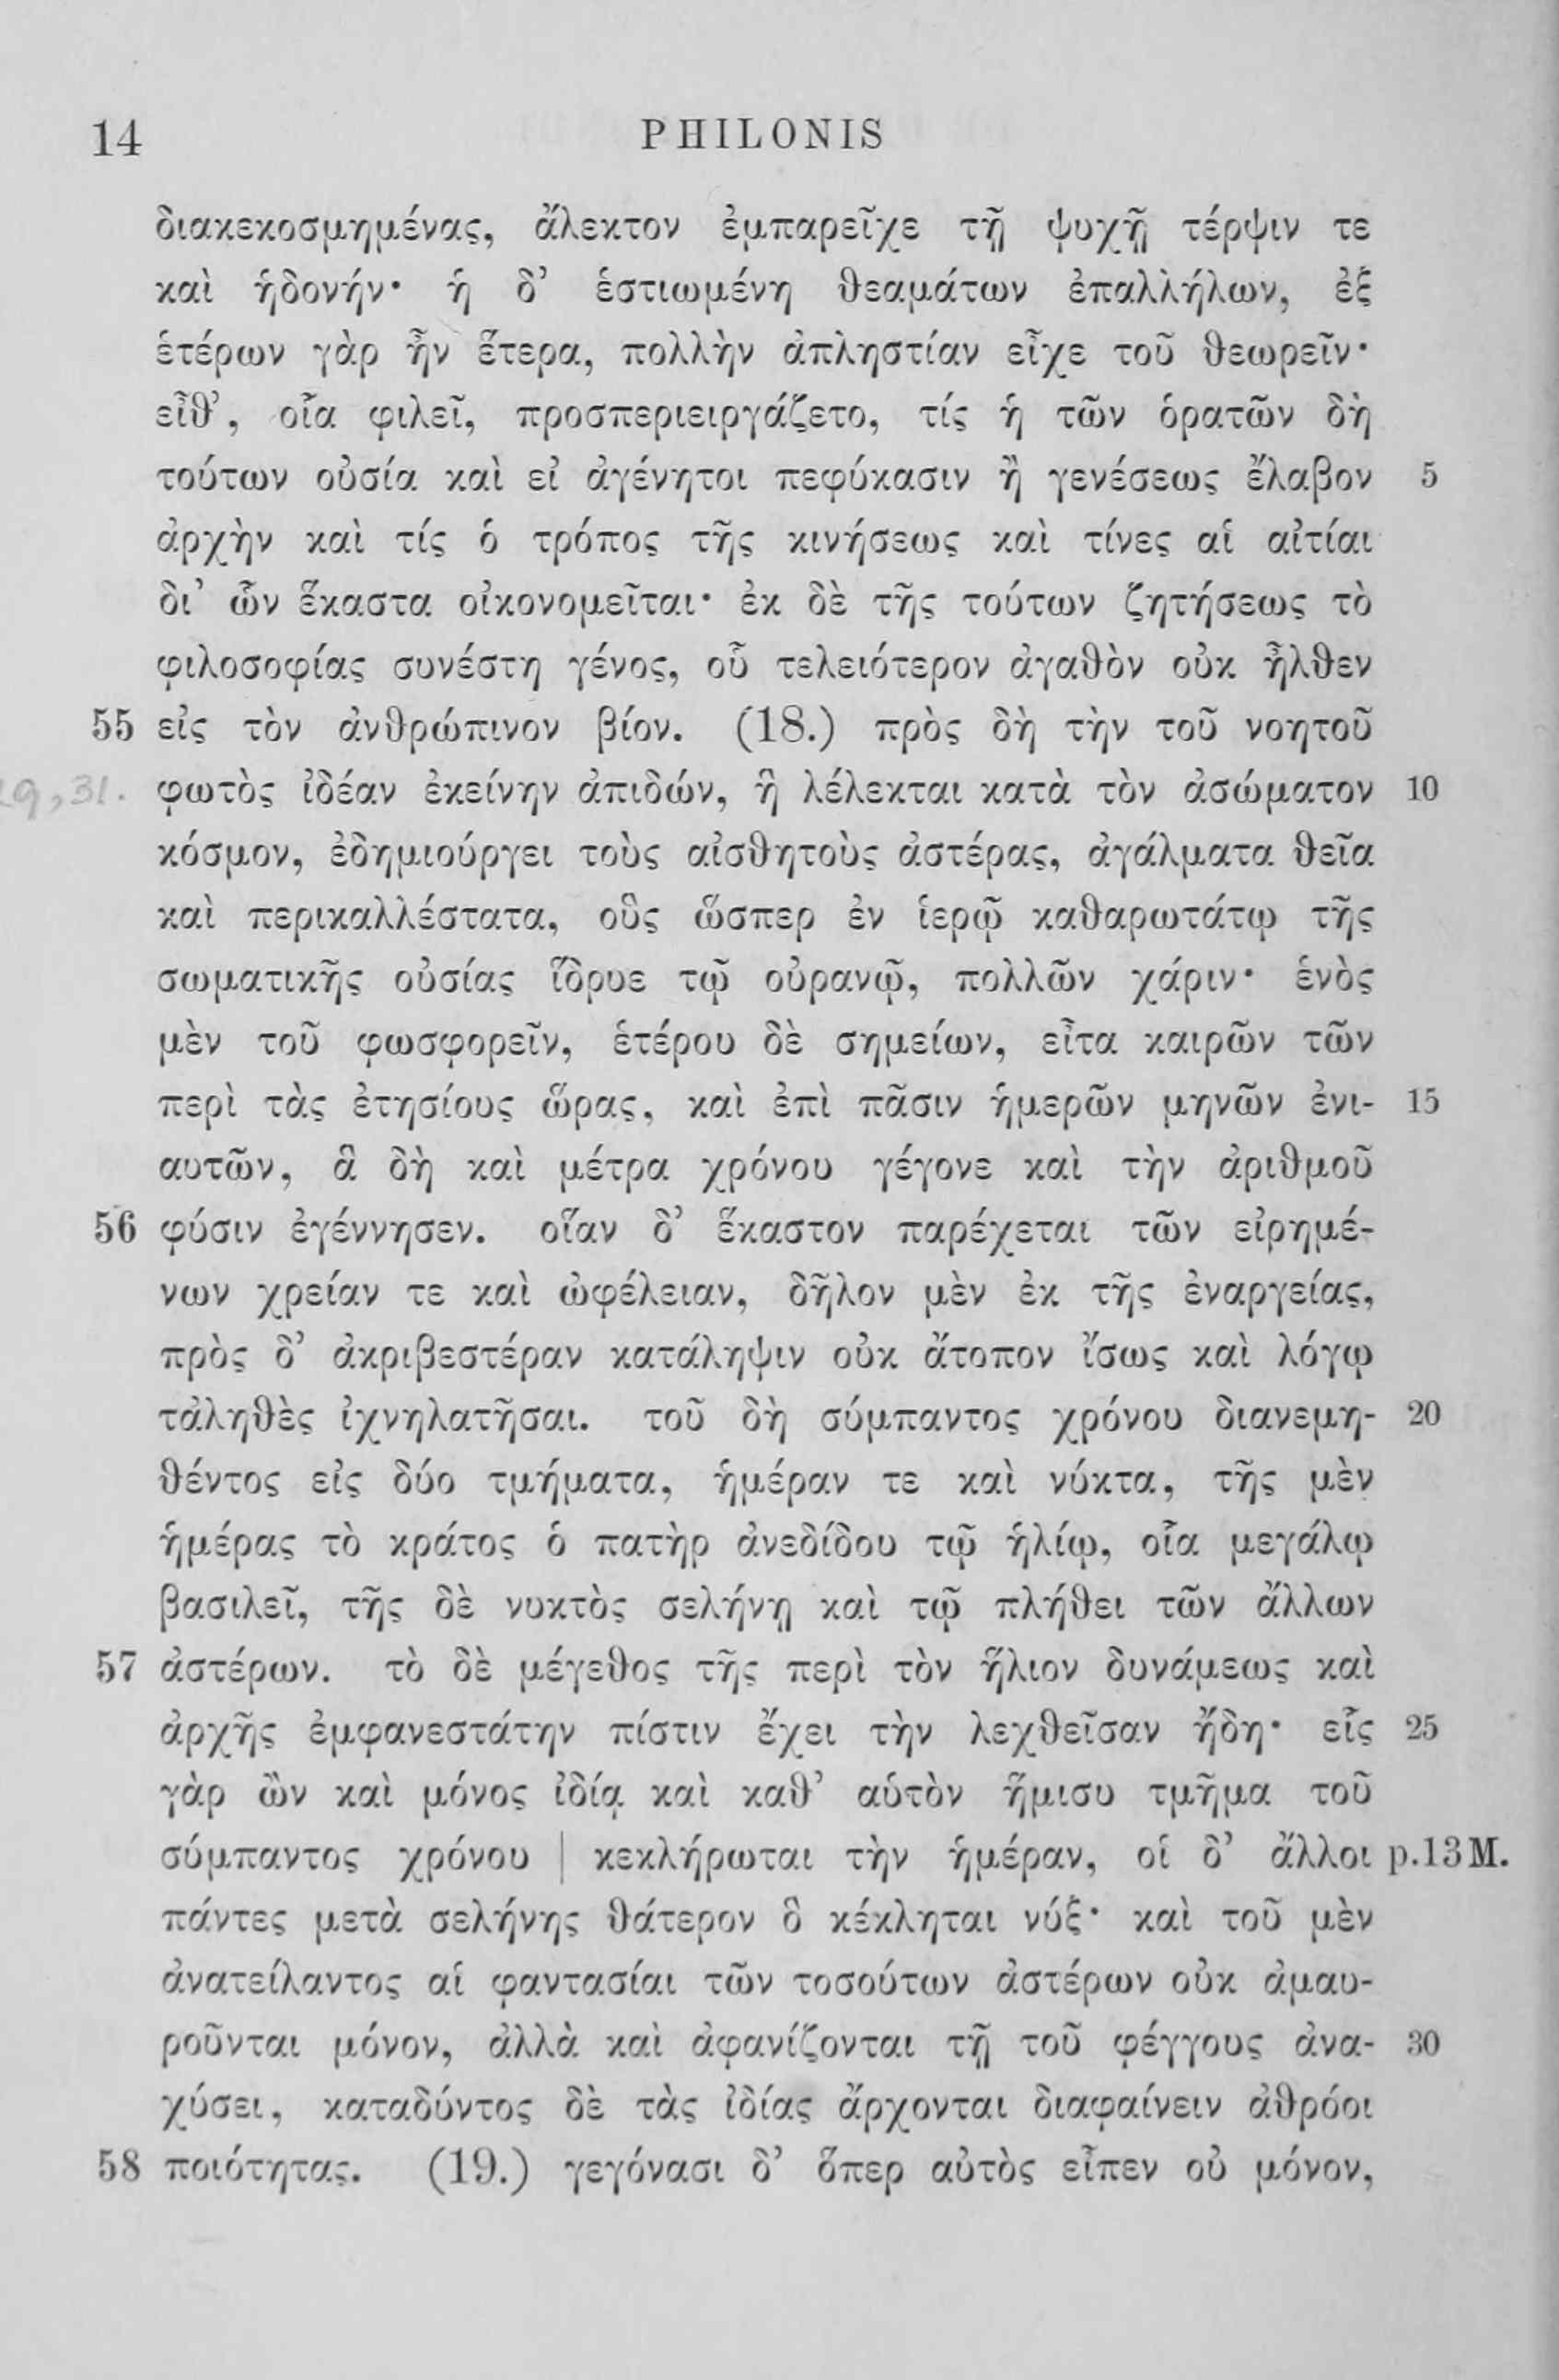 14 PHILONIS
διακεκοσμημένας, ἄλεκτον ἐμπαρεῖχε τῇ ψυχῇ τέρψιν τε
καὶ ἡδονήν· ἡ δ’ ἑστιωμένη θεαμάτων ἐπαλλήλων, ἐξ
ἑτέρων γὰρ ἦν ἕτερα, πολλὴν ἀπληστίαν εἶχε τοῦ θεωρεῖν·
εἶθ’, οἷα φιλεῖ, προσπεριειργάζετο, τίς ἡ τῶν ὁρατῶν δὴ
τούτων οὐσία καὶ εἰ ἀγένητοι πεφύκασιν ἢ γενέσεως ἔλαβον 5
ἀρχὴν καὶ τίς ὁ τρόπος τῆς κινήσεως καὶ τίνες αἱ αἰτίαι
δι’ ὧν ἕκαστα οἰκονομεῖται· ἐκ δὲ τῆς τούτων ζητήσεως τὸ
φιλοσοφίας συνέστη γένος, οὗ τελειότερον ἀγαθὸν οὐκ ἦλθεν
55 εἰς τὸν ἀνθρώπινον βίον. (18.) πρὸς δὴ τὴν τοῦ νοητοῦ
φωτὸς ἰδέαν ἐκείνην ἀπιδών, ἣ λέλεκται κατὰ τὸν ἀσώματον 10
κόσμον, ἐδημιούργει τοὺς αἰσθητοὺς ἀστέρας, ἀγάλματα θεῖα
καὶ περικαλλέστατα, οὓς ὥσπερ ἐν ἱερῷ καθαρωτάτῳ τῆς
σωματικῆς οὐσίας ἵδρυε τῷ οὐρανῷ, πολλῶν χάριν· ἑνὸς
μὲν τοῦ φωσφορεῖν, ἑτέρου δὲ σημείων, εἶτα καιρῶν τῶν
περὶ τὰς ἐτησίους ὥρας, καὶ ἐπὶ πᾶσιν ἡμερῶν μηνῶν ἐνι- 15
αυτῶν, ἃ δὴ καὶ μέτρα χρόνου γέγονε καὶ τὴν ἀριθμοῦ
56 φύσιν ἐγέννησεν. οἵαν δ’ ἕκαστον παρέχεται τῶν εἰρημέ-
νων χρείαν τε καὶ ὠφέλειαν, δῆλον μὲν ἐκ τῆς ἐναργείας,
πρὸς δ’ ἀκριβεστέραν κατάληψιν οὐκ ἄτοπον ἴσως καὶ λόγῳ
τἀληθὲς ἰχνηλατῆσαι. τοῦ δὴ σύμπαντος χρόνου διανεμη- 20
θέντος εἰς δύο τμήματα, ἡμέραν τε καὶ νύκτα, τῆς μὲν
ἡμέρας τὸ κράτος ὁ πατὴρ ἀνεδίδου τῷ ἡλίῳ, οἷα μεγάλῳ
βασιλεῖ, τῆς δὲ νυκτὸς σελήνῃ καὶ τῷ πλήθει τῶν ἄλλων
57 ἀστέρων. τὸ δὲ μέγεθος τῆς περὶ τὸν ἥλιον δυνάμεως καὶ
ἀρχῆς ἐμφανεστάτην πίστιν ἔχει τὴν λεχθεῖσαν ἤδη· εἷς 25
γὰρ ὢν καὶ μόνος ἰδίᾳ καὶ καθ’ αὑτὸν ἥμισυ τμῆμα τοῦ
σύμπαντος χρόνου | κεκλήρωται τὴν ἡμέραν, οἱ δ’ ἄλλοι p.13 M.
πάντες μετὰ σελήνης θάτερον ὃ κέκληται νύξ· καὶ τοῦ μὲν
ἀνατείλαντος αἱ φαντασίαι τῶν τοσούτων ἀστέρων οὐκ ἀμαυ-
ροῦνται μόνον, ἀλλὰ καὶ ἀφανίζονται τῇ τοῦ φέγγους ἀνα- 30
χύσει, καταδύντος δὲ τὰς ἰδίας ἄρχονται διαφαίνειν ἀθρόοι
58 ποιότητας. (19.) γεγόνασι δ’ ὅπερ αὐτὸς εἶπεν οὐ μόνον,